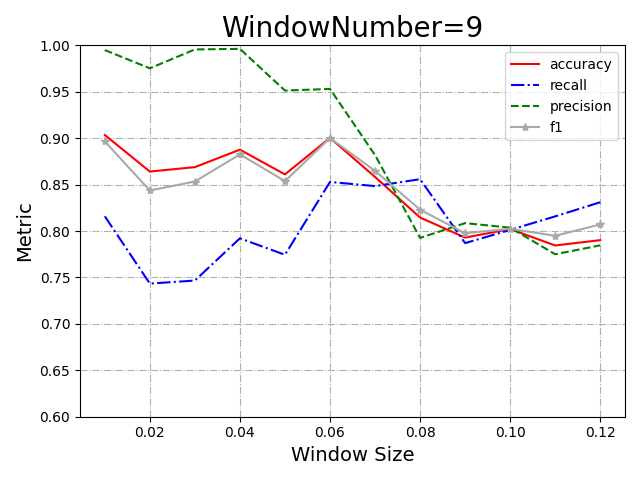 WindowNumber=9
Metric
1.00
0.95
0.90
0.85
0.80
0.75
0.70
0.65
0.60
accuracy
recall
precision
f1
0.02 0.04 0.06 0.08 0.10 0.12
Window Size